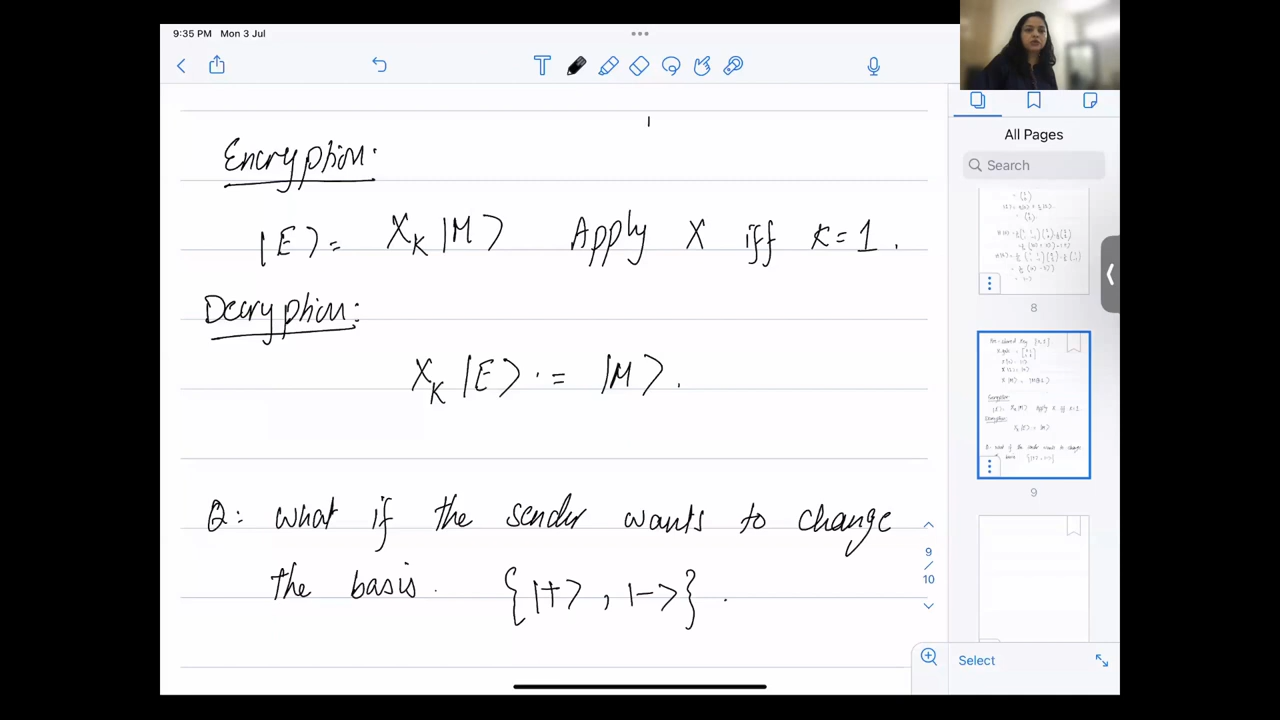 9:35 PM Mon 3 Jul
All Pages
Search
Encryption:
|E⟩ = X_K |M⟩ Apply X iff K = 1.
Decryption:
X_K |E⟩ . = |M⟩.
Q: What if the sender wants to change
the basis. {|+⟩, |-⟩}.
8
9
9
/
10
Select